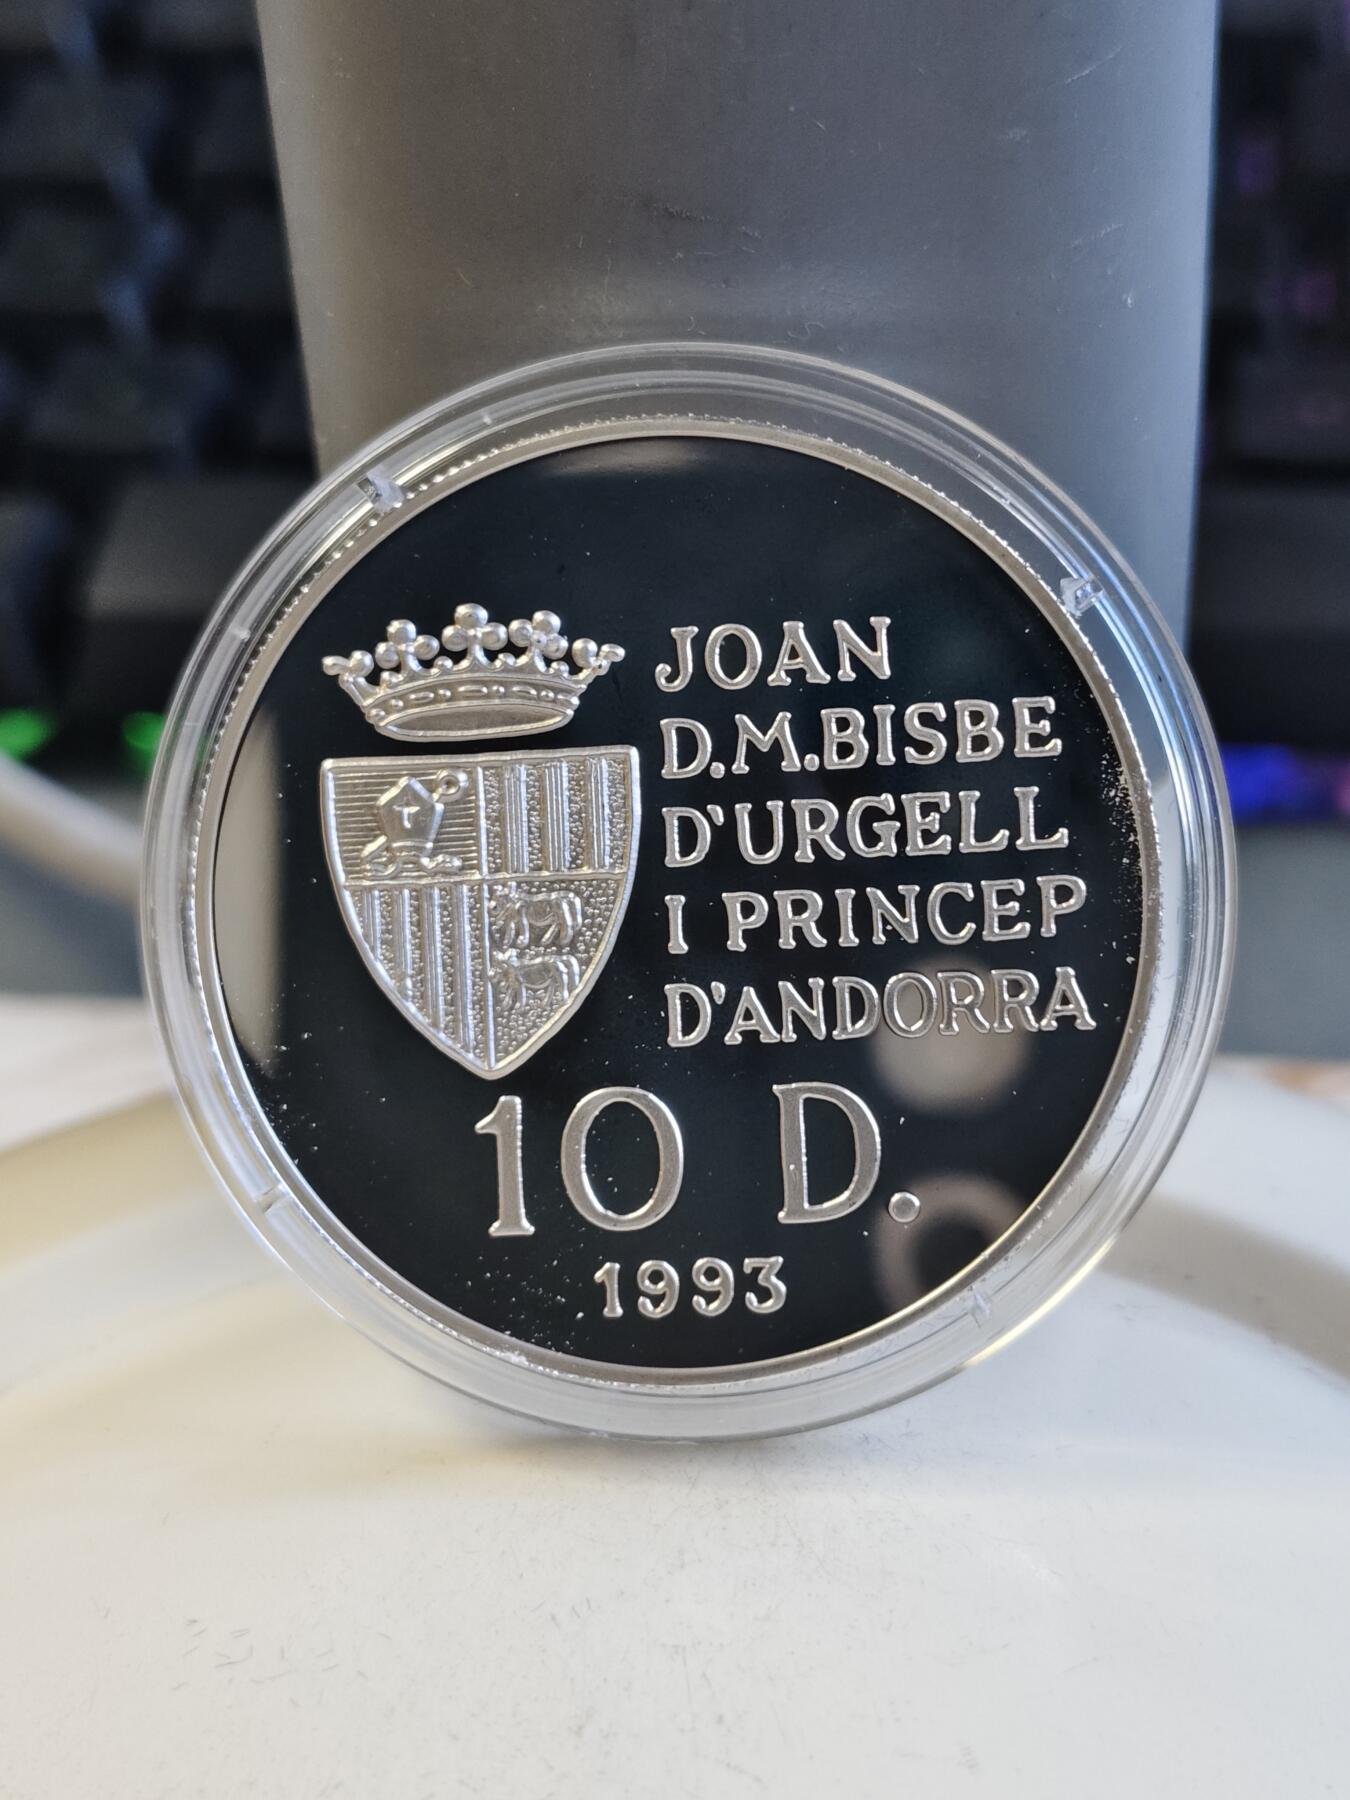 JOAN
D.M.BISBE
D'URGELL
I PRINCEP
D'ANDORRA
10 D.
1993